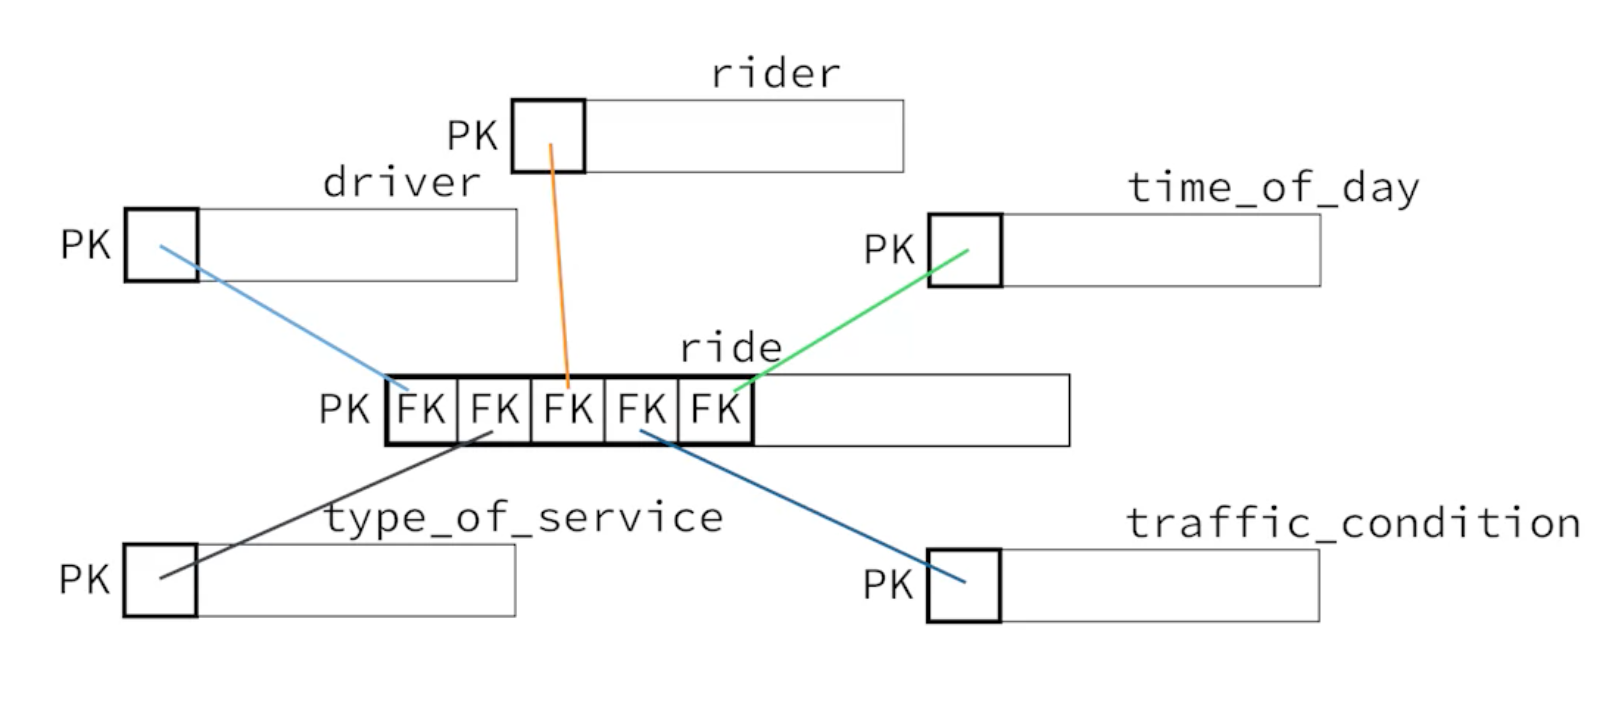 rider
PK
driver
PK
time_of_day
PK
ride
PK FK FK FK FK FK
type_of_service
PK
traffic_condition
PK